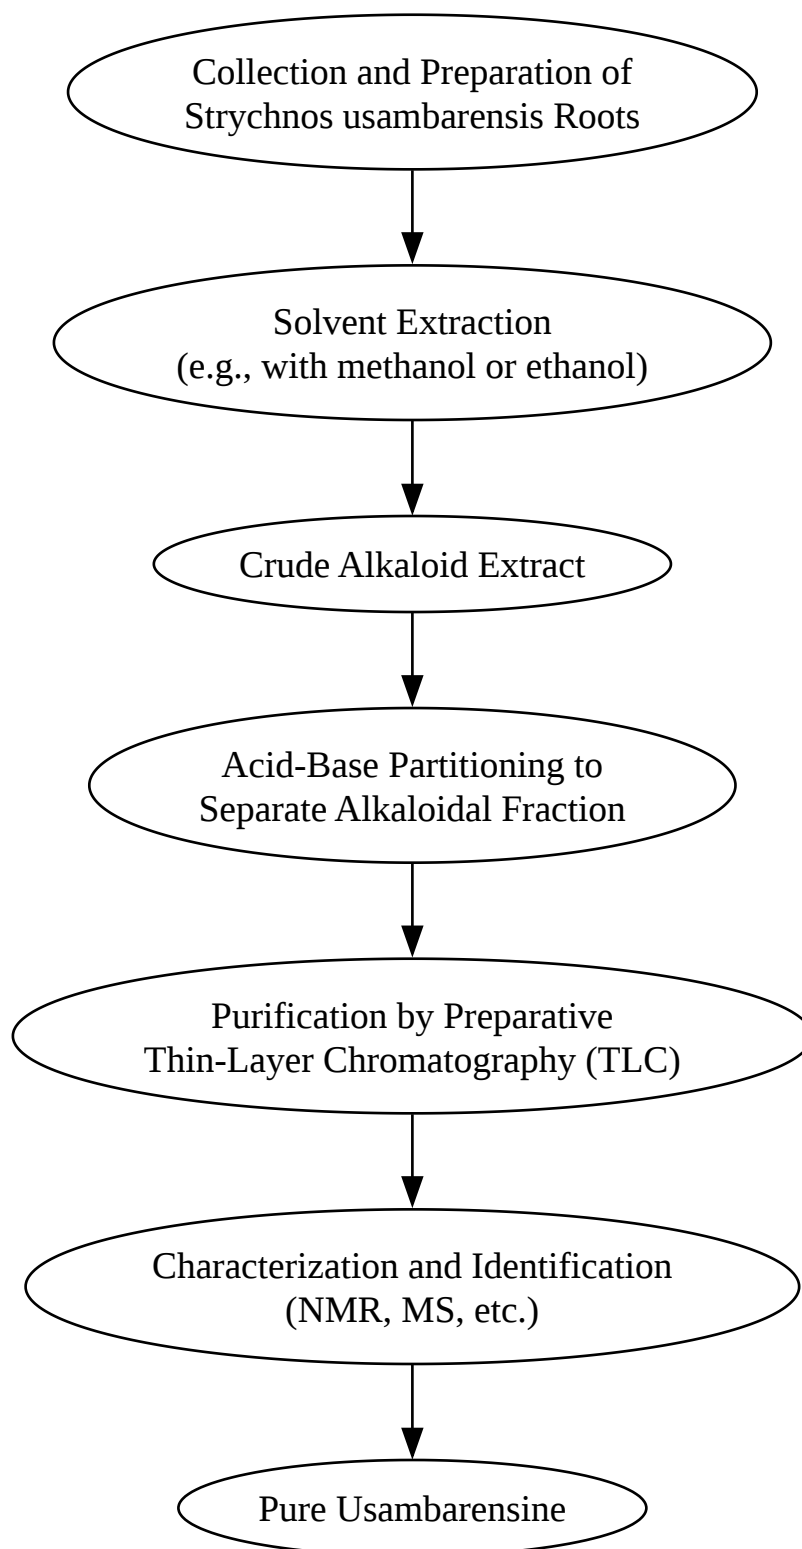 Collection and Preparation of
Strychnos usambarensis Roots
Solvent Extraction
(e.g., with methanol or ethanol)
Crude Alkaloid Extract
Acid-Base Partitioning to
Separate Alkaloidal Fraction
Purification by Preparative
Thin-Layer Chromatography (TLC)
Characterization and Identification
(NMR, MS, etc.)
Pure Usambarensine